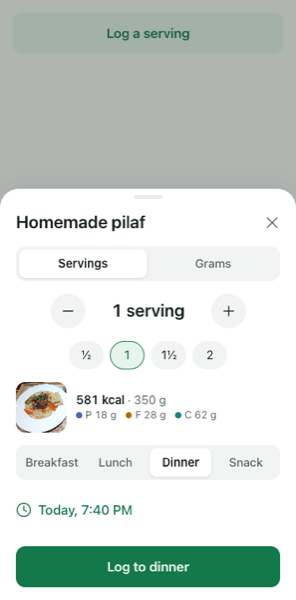 Log a serving
Homemade pilaf
Servings Grams
1 serving
½ 1 1½ 2
581 kcal · 350 g
P 18 g F 28 g C 62 g
Breakfast Lunch Dinner Snack
Today, 7:40 PM
Log to dinner